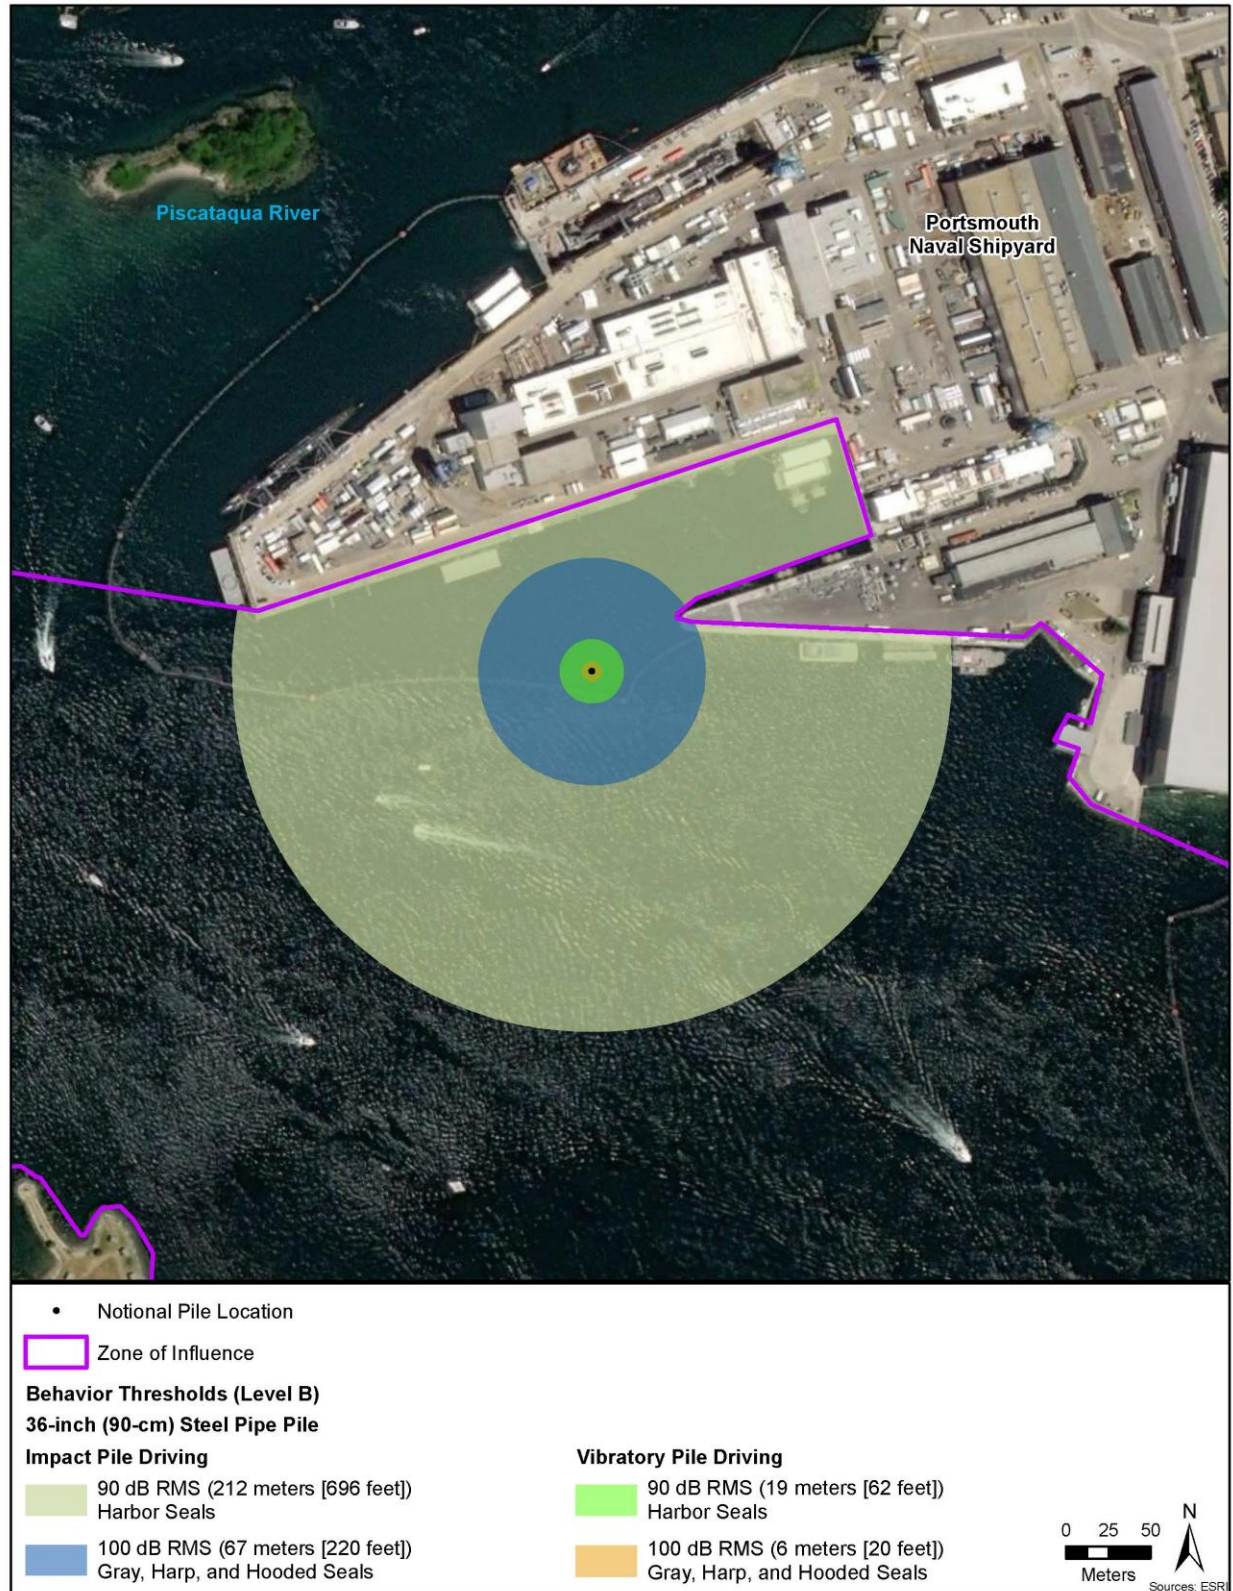 Piscataqua River
Portsmouth
Naval Shipyard
Notional Pile Location
Zone of Influence
Behavior Thresholds (Level B)
36-inch (90-cm) Steel Pipe Pile
Impact Pile Driving
90 dB RMS (212 meters [696 feet])
Harbor Seals
100 dB RMS (67 meters [220 feet])
Gray, Harp, and Hooded Seals
Vibratory Pile Driving
90 dB RMS (19 meters [62 feet])
Harbor Seals
100 dB RMS (6 meters [20 feet])
Gray, Harp, and Hooded Seals
N
0 25 50
Meters
Sources: ESRI